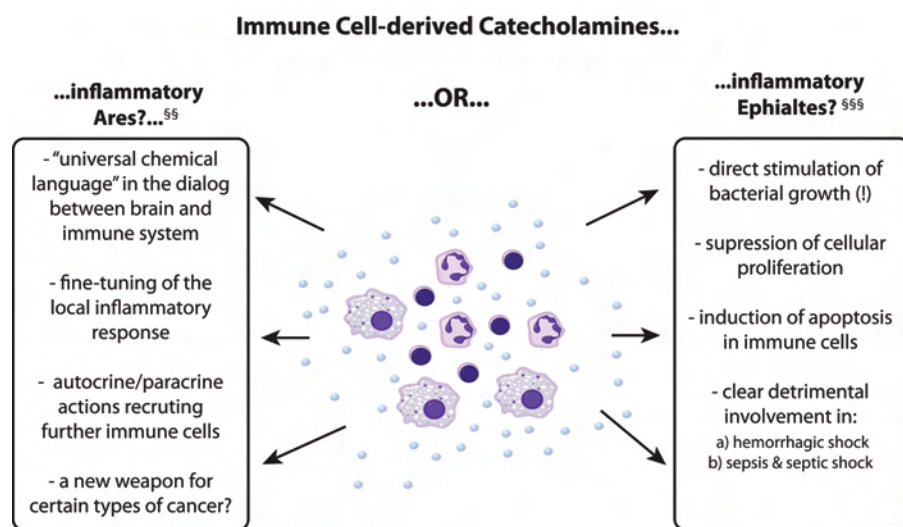 Immune Cell-derived Catecholamines...
...inflammatory
Ares?...§§
...OR...
...inflammatory
Ephialtes? §§§
- "universal chemical
language" in the dialog
between brain and
immune system
- fine-tuning of the
local inflammatory
response
- autocrine/paracrine
actions recruting
further immune cells
- a new weapon for
certain types of cancer?
- direct stimulation of
bacterial growth (!)
- supression of cellular
proliferation
- induction of apoptosis
in immune cells
- clear detrimental
involvement in:
a) hemorrhagic shock
b) sepsis & septic shock